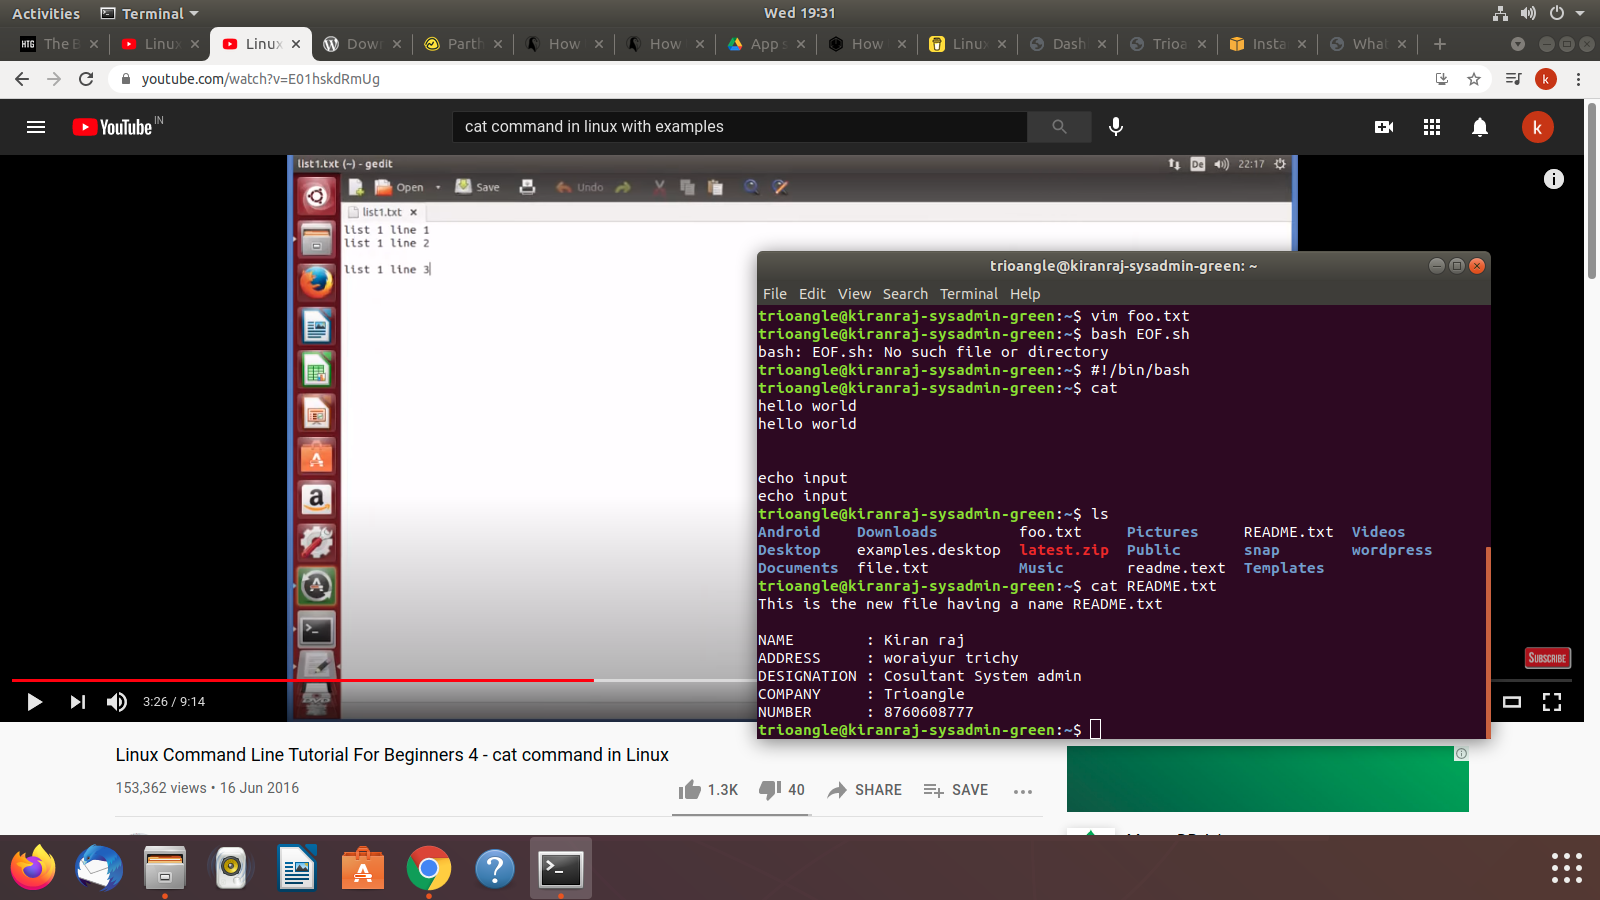 Activities Terminal Wed 19:31
The B Linux Linux Dow Parth How How App s How Linux Dash Trioa Insta What
youtube.com/watch?v=E01hskdRmUg k
YouTube IN cat command in linux with examples k
list1.txt (~) - gedit De 22:17
Open Save Undo
list1.txt
list 1 line 1
list 1 line 2
list 1 line 3
trioangle@kiranraj-sysadmin-green: ~
File Edit View Search Terminal Help
trioangle@kiranraj-sysadmin-green:~$ vim foo.txt
trioangle@kiranraj-sysadmin-green:~$ bash EOF.sh
bash: EOF.sh: No such file or directory
trioangle@kiranraj-sysadmin-green:~$ #!/bin/bash
trioangle@kiranraj-sysadmin-green:~$ cat
hello world
hello world
echo input
echo input
trioangle@kiranraj-sysadmin-green:~$ ls
Android Downloads foo.txt Pictures README.txt Videos
Desktop examples.desktop latest.zip Public snap wordpress
Documents file.txt Music readme.text Templates
trioangle@kiranraj-sysadmin-green:~$ cat README.txt
This is the new file having a name README.txt
NAME : Kiran raj
ADDRESS : woraiyur trichy
DESIGNATION : Cosultant System admin
COMPANY : Trioangle
NUMBER : 8760608777
trioangle@kiranraj-sysadmin-green:~$
SUBSCRIBE
3:26 / 9:14
Linux Command Line Tutorial For Beginners 4 - cat command in Linux
153,362 views • 16 Jun 2016
1.3K 40 SHARE SAVE